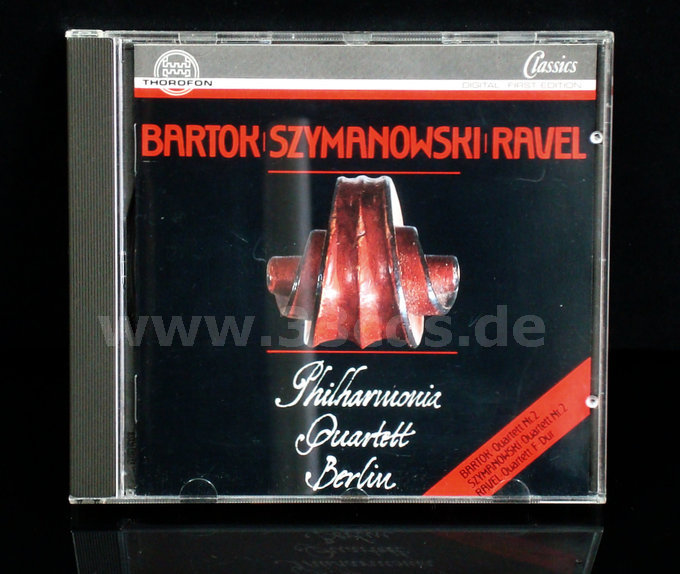 THOROFON
Classics
DIGITAL · FIRST EDITION
BARTOK|SZYMANOWSKI|RAVEL
www.33cds.de
Philharmonia
Quartett
Berlin
BARTOK Quartett Nr.2
SZYMANOWSKI Quartett Nr.2
RAVEL Quartett F Dur